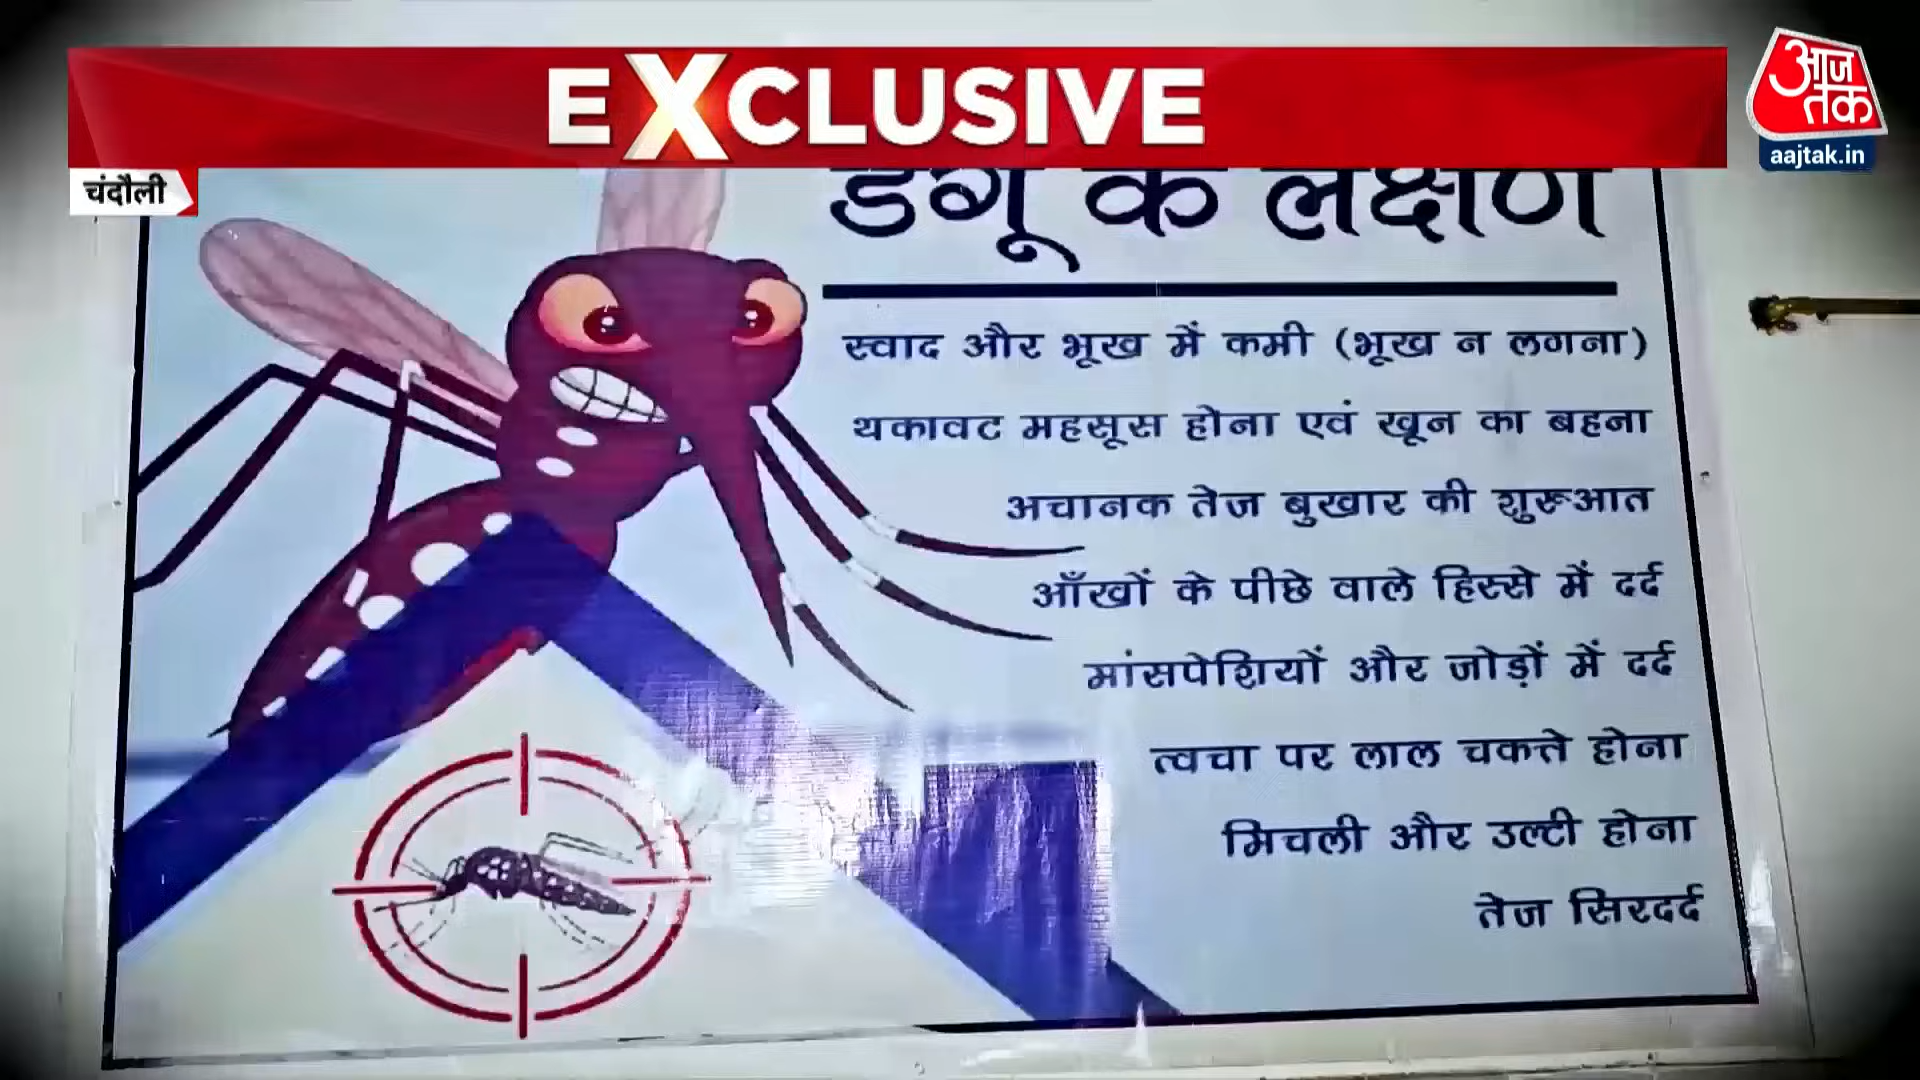 EXCLUSIVE
आज
तक
aajtak.in
चंदौली
डेंगू के लक्षण
स्वाद और भूख में कमी (भूख न लगना)
थकावट महसूस होना एवं खून का बहना
अचानक तेज बुखार की शुरूआत
आँखों के पीछे वाले हिस्से में दर्द
मांसपेशियों और जोड़ों में दर्द
त्वचा पर लाल चकते होना
मिचली और उल्टी होना
तेज सिरदर्द